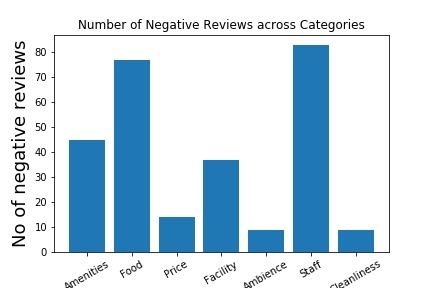 Number of Negative Reviews across Categories
No of negative reviews
80
70
60
50
40
30
20
10
0
Amenities
Food
Price
Facility
Ambience
Staff
Cleanliness